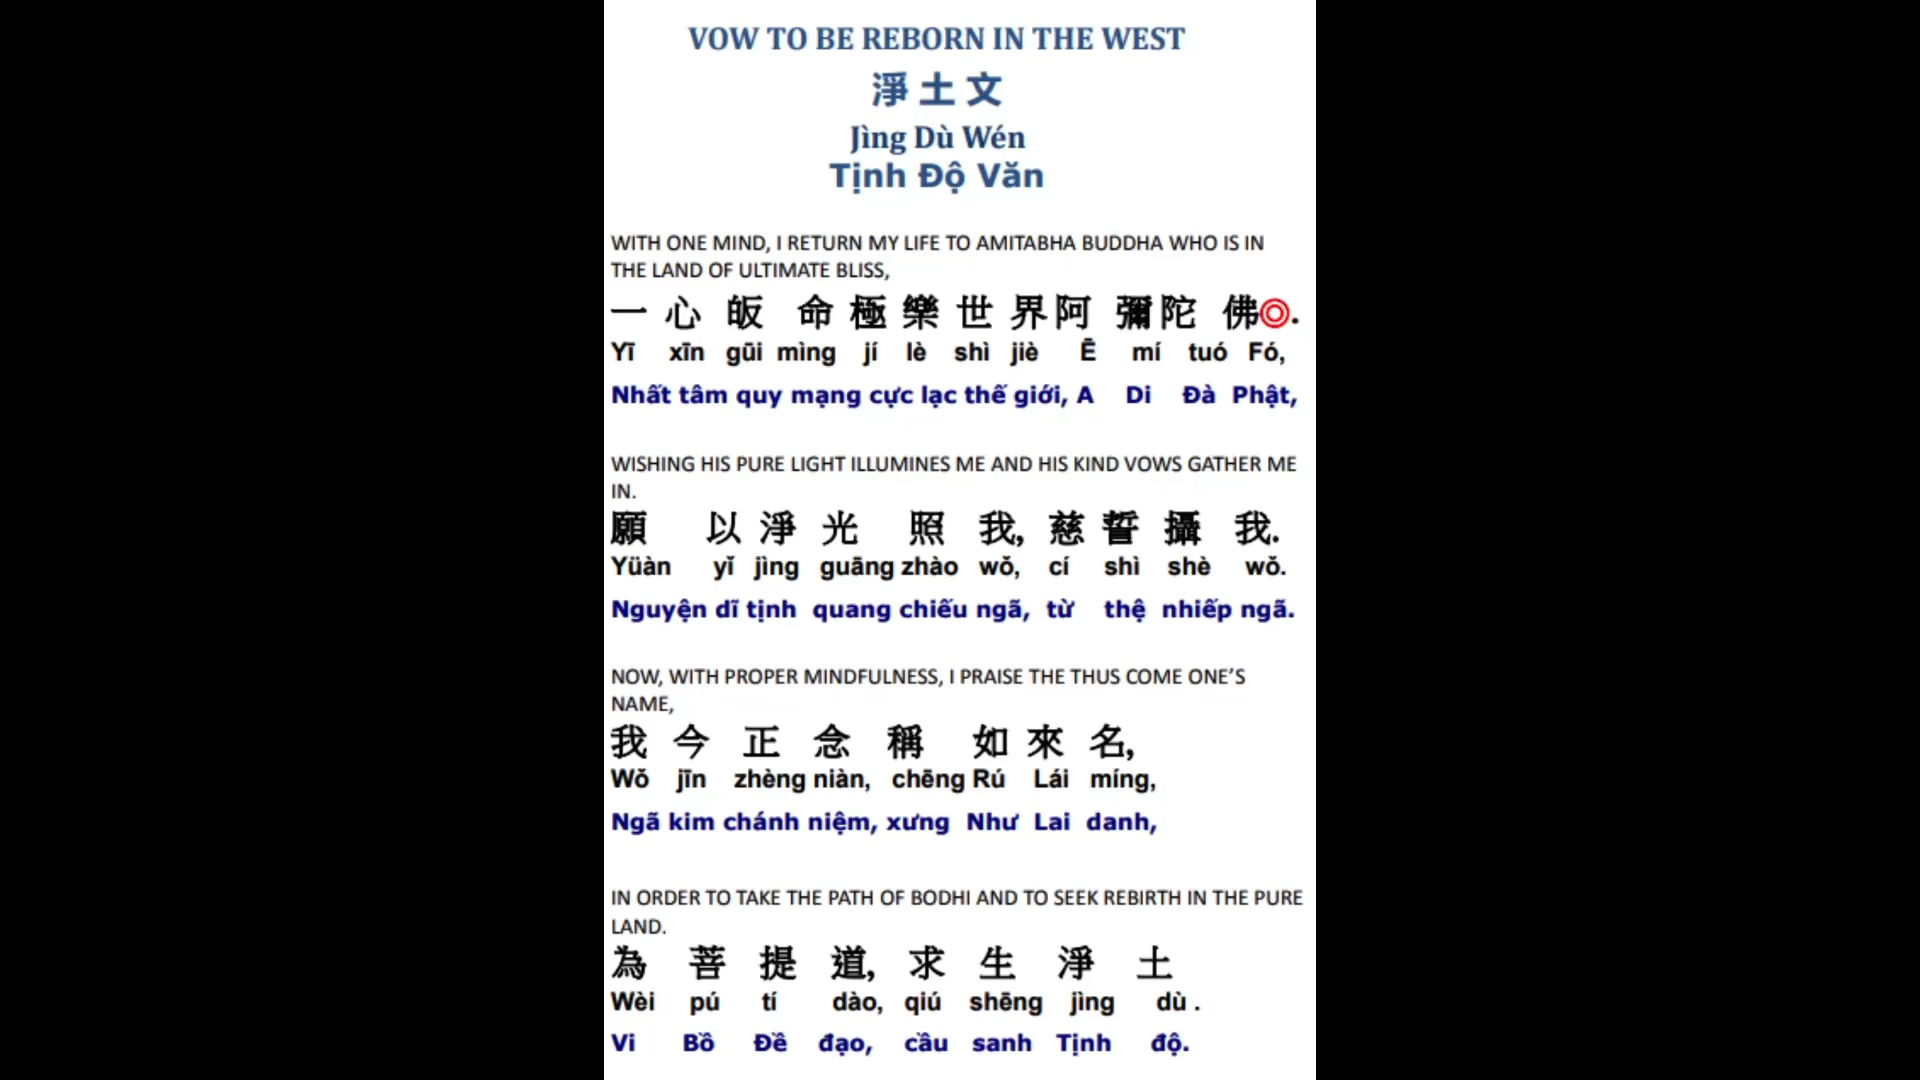 VOW TO BE REBORN IN THE WEST
淨 土 文
Jìng Dù Wén
Tịnh Độ Văn
WITH ONE MIND, I RETURN MY LIFE TO AMITABHA BUDDHA WHO IS IN
THE LAND OF ULTIMATE BLISS,
一 心 皈 命 極 樂 世 界 阿 彌 陀 佛◎.
Yī xīn gūi mìng jí lè shì jiè Ē mí tuó Fó,
Nhất tâm quy mạng cực lạc thế giới, A Di Đà Phật,
WISHING HIS PURE LIGHT ILLUMINES ME AND HIS KIND VOWS GATHER ME
IN.
願 以 淨 光 照 我, 慈 誓 攝 我.
Yüàn yǐ jìng guāng zhào wǒ, cí shì shè wǒ.
Nguyện dĩ tịnh quang chiếu ngã, từ thệ nhiếp ngã.
NOW, WITH PROPER MINDFULNESS, I PRAISE THE THUS COME ONE’S
NAME,
我 今 正 念 稱 如 來 名,
Wǒ jīn zhèng niàn, chēng Rú Lái míng,
Ngã kim chánh niệm, xưng Như Lai danh,
IN ORDER TO TAKE THE PATH OF BODHI AND TO SEEK REBIRTH IN THE PURE
LAND.
為 菩 提 道, 求 生 淨 土
Wèi pú tí dào, qiú shēng jìng dù .
Vi Bồ Đề đạo, cầu sanh Tịnh độ.